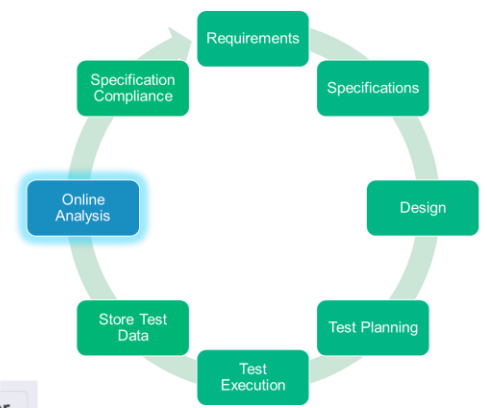 Requirements
Specifications
Design
Test Planning
Test
Execution
Store Test
Data
Online
Analysis
Specification
Compliance